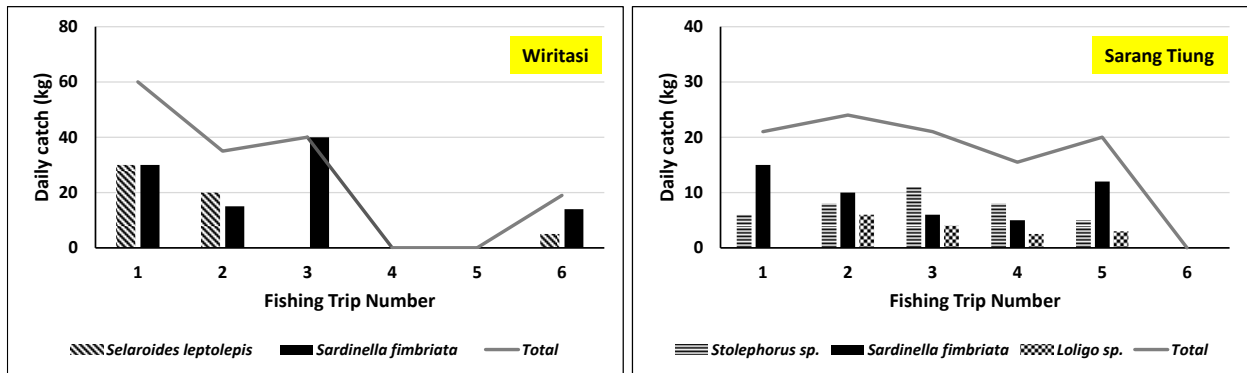 Wiritasi
Daily catch (kg)
80
60
40
20
0
1 2 3 4 5 6
Fishing Trip Number
Selaroides leptolepis Sardinella fimbriata Total
Sarang Tiung
Daily catch (kg)
40
30
20
10
0
1 2 3 4 5 6
Fishing Trip Number
Stolephorus sp. Sardinella fimbriata Loligo sp. Total